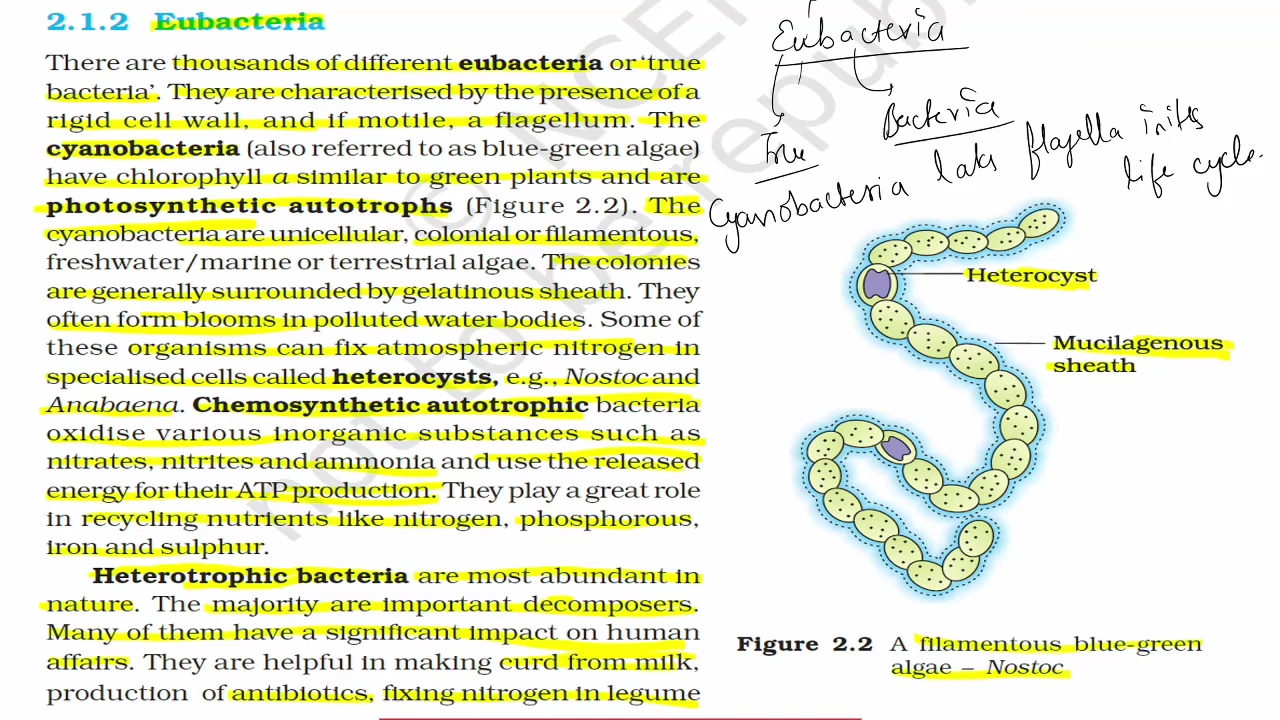 2.1.2 Eubacteria
There are thousands of different eubacteria or 'true
bacteria'. They are characterised by the presence of a
rigid cell wall, and if motile, a flagellum. The
cyanobacteria (also referred to as blue-green algae)
have chlorophyll a similar to green plants and are
photosynthetic autotrophs (Figure 2.2). The
cyanobacteria are unicellular, colonial or filamentous,
freshwater/marine or terrestrial algae. The colonies
are generally surrounded by gelatinous sheath. They
often form blooms in polluted water bodies. Some of
these organisms can fix atmospheric nitrogen in
specialised cells called heterocysts, e.g., Nostoc and
Anabaena. Chemosynthetic autotrophic bacteria
oxidise various inorganic substances such as
nitrates, nitrites and ammonia and use the released
energy for their ATP production. They play a great role
in recycling nutrients like nitrogen, phosphorous,
iron and sulphur.
Heterotrophic bacteria are most abundant in
nature. The majority are important decomposers.
Many of them have a significant impact on human
affairs. They are helpful in making curd from milk,
production of antibiotics, fixing nitrogen in legume
Eubacteria
True
Bacteria
Cyanobacteria laks flagella in its
life cycle.
Heterocyst
Mucilagenous
sheath
Figure 2.2 A filamentous blue-green
algae – Nostoc
© NCER
not to be republ